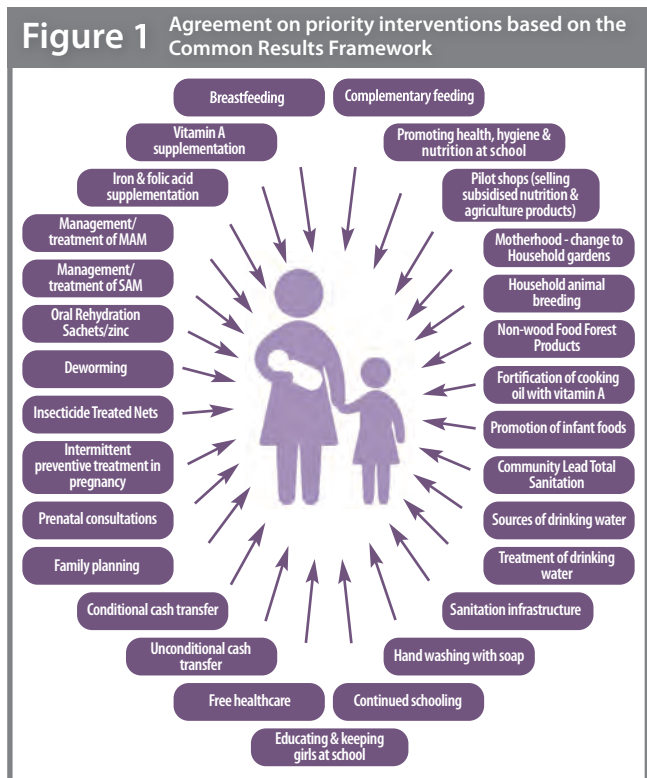 Figure 1
Agreement on priority interventions based on the
Common Results Framework
Breastfeeding
Complementary feeding
Vitamin A
supplementation
Promoting health, hygiene &
nutrition at school
Iron & folic acid
supplementation
Pilot shops (selling
subsidised nutrition &
agriculture products)
Management/
treatment of MAM
Motherhood - change to
Household gardens
Management/
treatment of SAM
Household animal
breeding
Oral Rehydration
Sachets/zinc
Non-wood Food Forest
Products
Deworming
Fortification of cooking
oil with vitamin A
Insecticide Treated Nets
Promotion of infant foods
Intermittent
preventive treatment in
pregnancy
Community Lead Total
Sanitation
Prenatal consultations
Sources of drinking water
Family planning
Treatment of drinking
water
Conditional cash transfer
Sanitation infrastructure
Unconditional cash
transfer
Hand washing with soap
Free healthcare
Continued schooling
Educating & keeping
girls at school